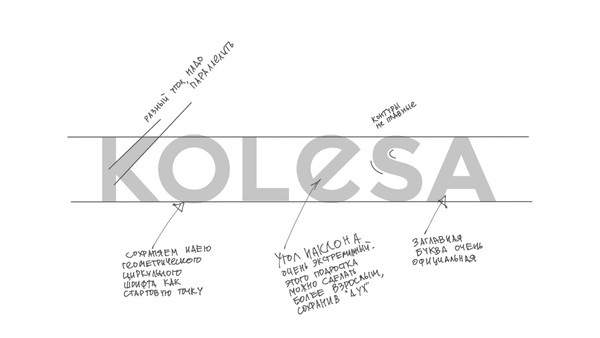 РАЗНЫЙ УГОЛ, НАДО
ПАРАЛЛЕЛИТЬ
КОНТУРЫ
НЕ ПЛАВНЫЕ
KOLeSA
СОХРАНЯЕМ ИДЕЮ
ГЕОМЕТРИЧЕСКОГО
ЦИРКУЛЬНОГО
ШРИФТА КАК
СТАРТОВУЮ ТОЧКУ
УГОЛ НАКЛОНА
ОЧЕНЬ ЭКСТРЕМАЛЬНЫЙ.
ЭТОГО ПОДРОСТКА
МОЖНО СДЕЛАТЬ
БОЛЕЕ ВЗРОСЛЫМ,
СОХРАНИВ "ДУХ"
ЗАГЛАВНАЯ
БУКВА ОЧЕНЬ
ОФИЦИАЛЬНАЯ